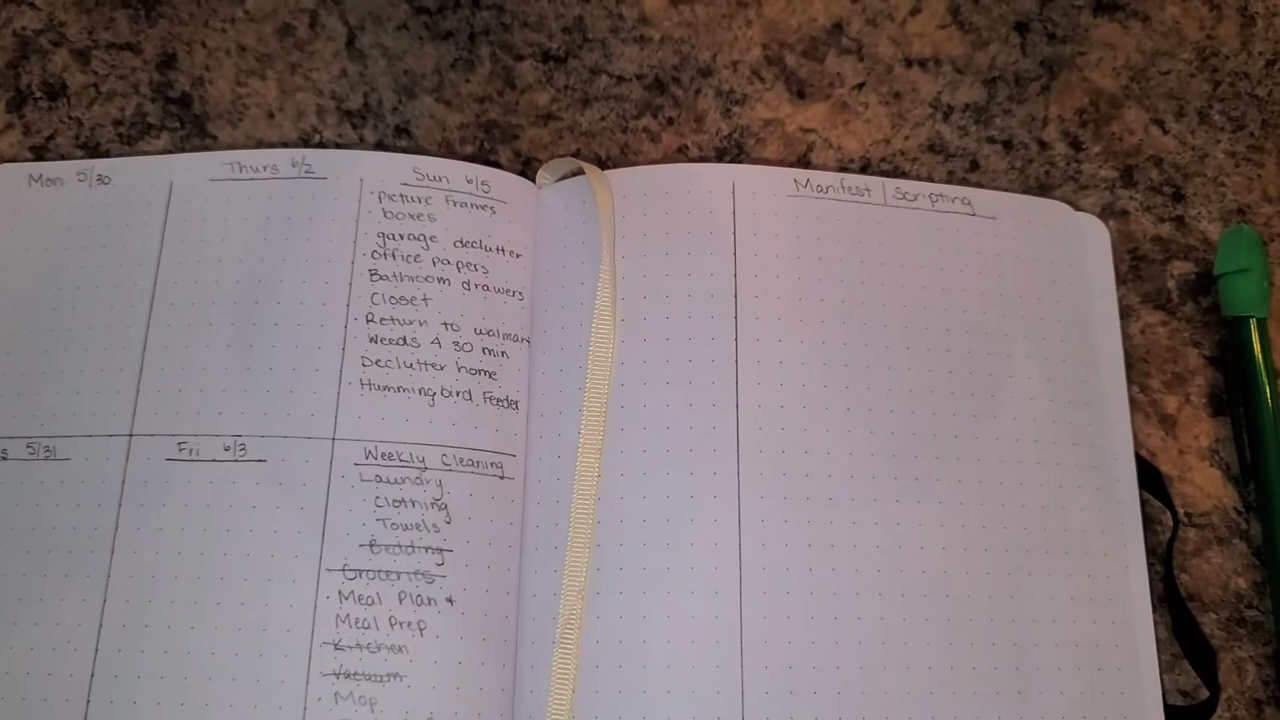 Mon 5/30
Thurs 6/2
Sun 6/5
· Picture Frames
boxes
garage declutter
· office papers
· Bathroom drawers
closet
· Return to walmart
weeds 4 30 min
Declutter home
· Hummingbird Feeder
s 5/31
Fri 6/3
Weekly Cleaning
· Laundry
Clothing
Towels
Bedding
Groceries
· Meal Plan +
Meal Prep
Kitchen
Vacuum
· Mop
Manifest | Scripting